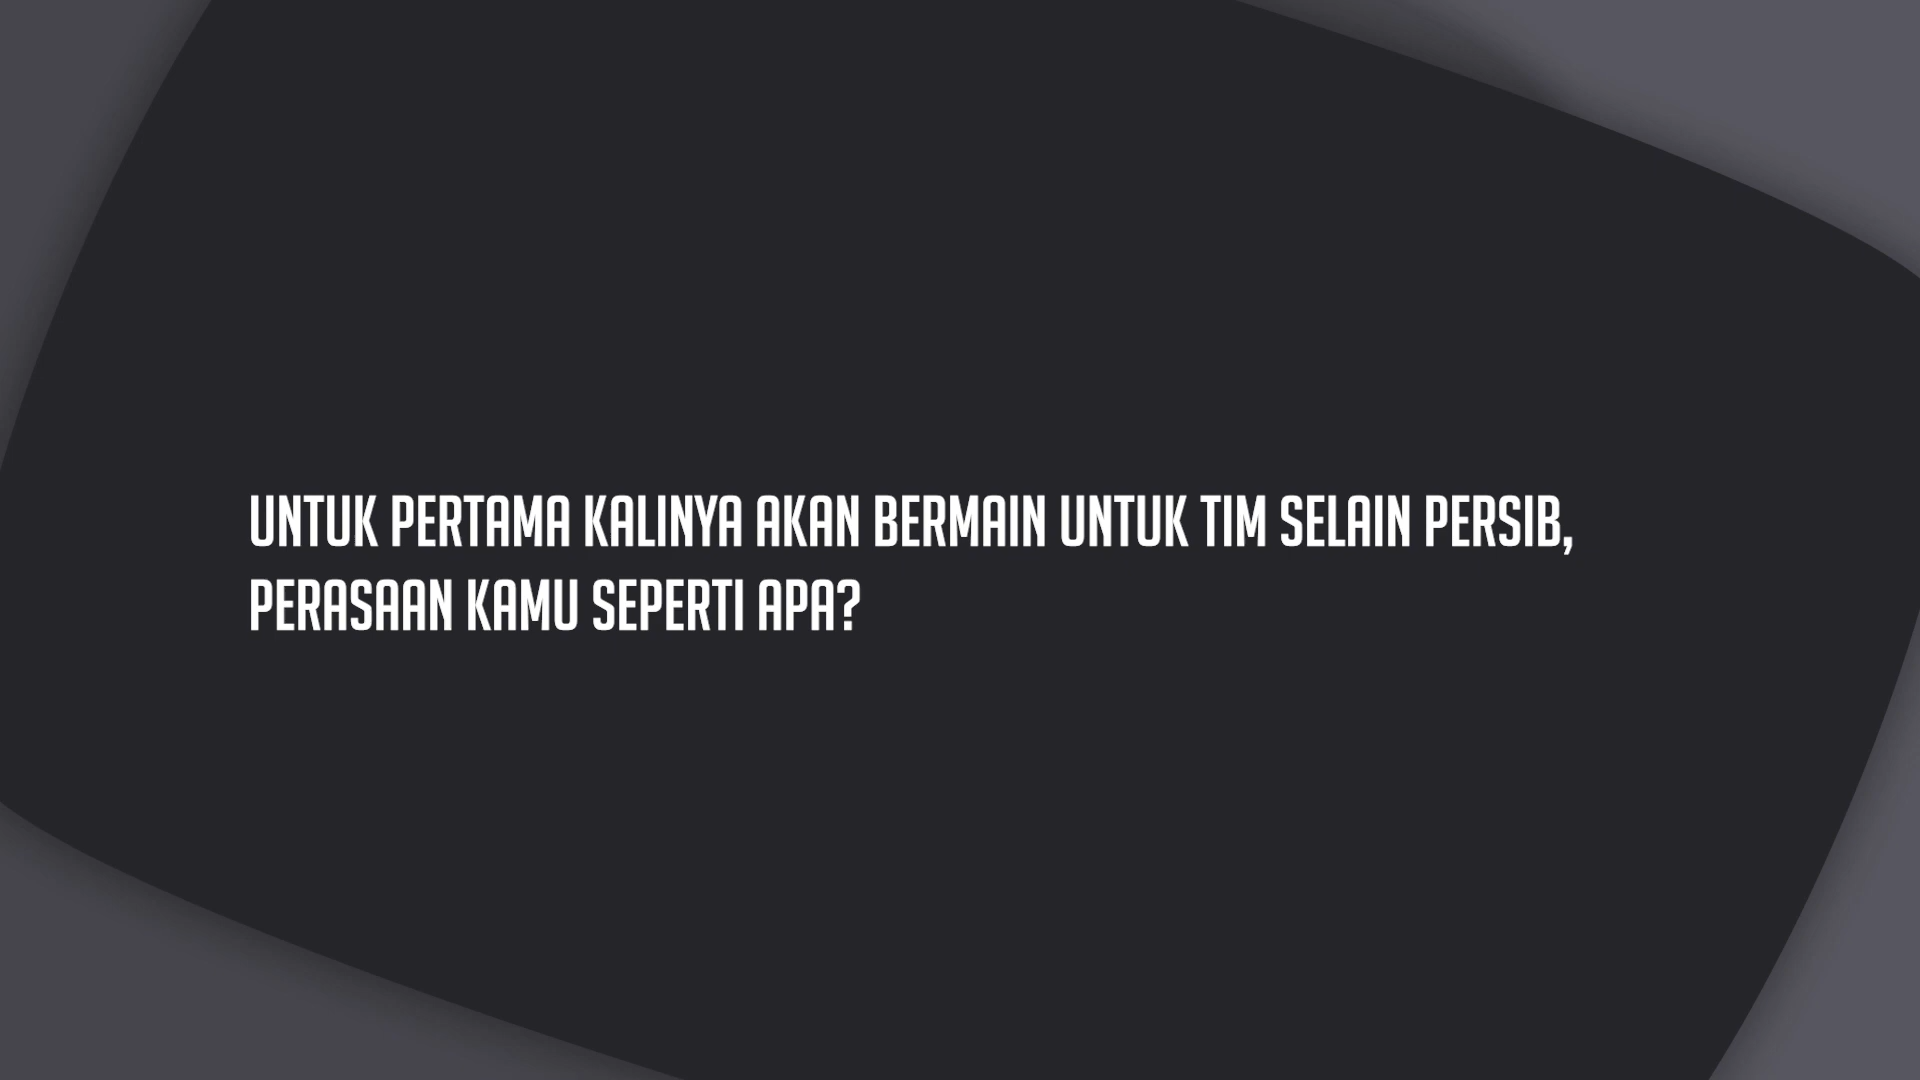 UNTUK PERTAMA KALINYA AKAN BERMAIN UNTUK TIM SELAIN PERSIB,
PERASAAN KAMU SEPERTI APA?